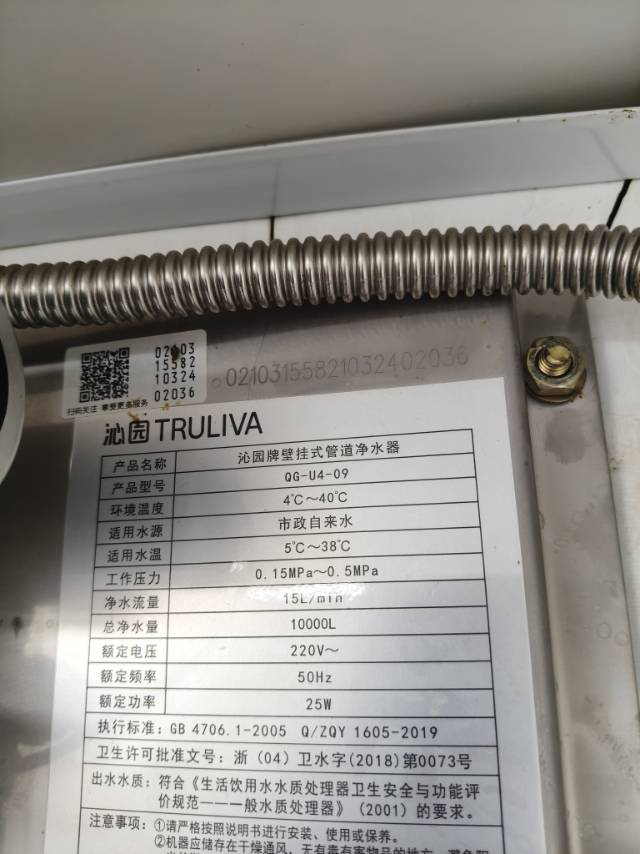 02103
15582
10324
02036
扫码关注 享受更多服务
02103155821032402036
沁园 TRULIVA
产品名称 沁园牌壁挂式管道净水器
产品型号 QG-U4-09
环境温度 4℃~40℃
适用水源 市政自来水
适用水温 5℃~38℃
工作压力 0.15MPa~0.5MPa
净水流量 15L/min
总净水量 10000L
额定电压 220V~
额定频率 50Hz
额定功率 25W
执行标准: GB 4706.1-2005 Q/ZQY 1605-2019
卫生许可批准文号: 浙 (04) 卫水字(2018)第0073号
出水水质: 符合《生活饮用水水质处理器卫生安全与功能评
价规范——一般水质处理器》(2001) 的要求。
注意事项: ①请严格按照说明书进行安装、使用或保养。
②机器应储存在干燥通风, 无有毒有害物品的地方